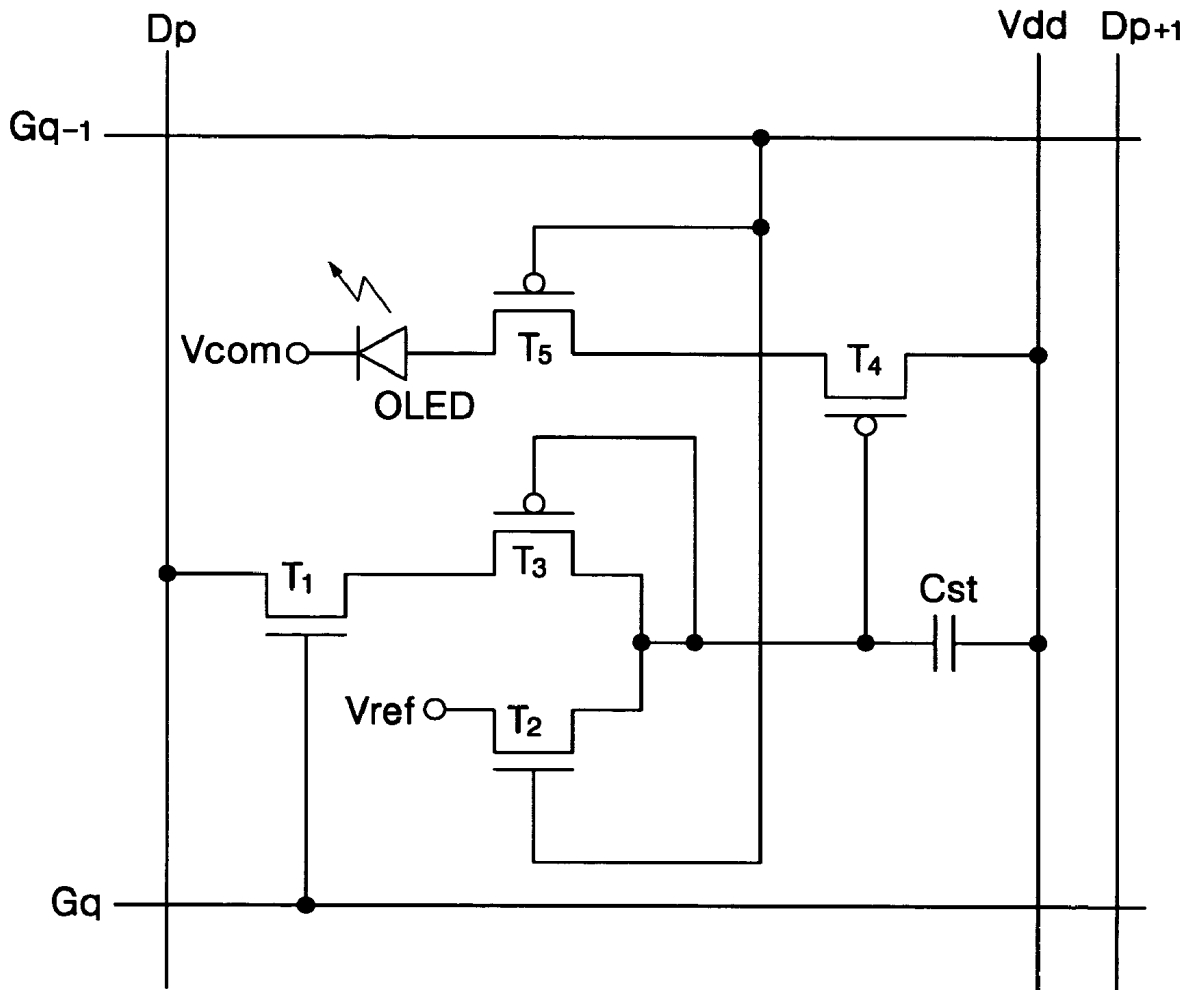 Dp
Vdd
Dp+1
Gq-1
Vcom
T5
T4
OLED
T1
T3
Cst
Vref
T2
Gq